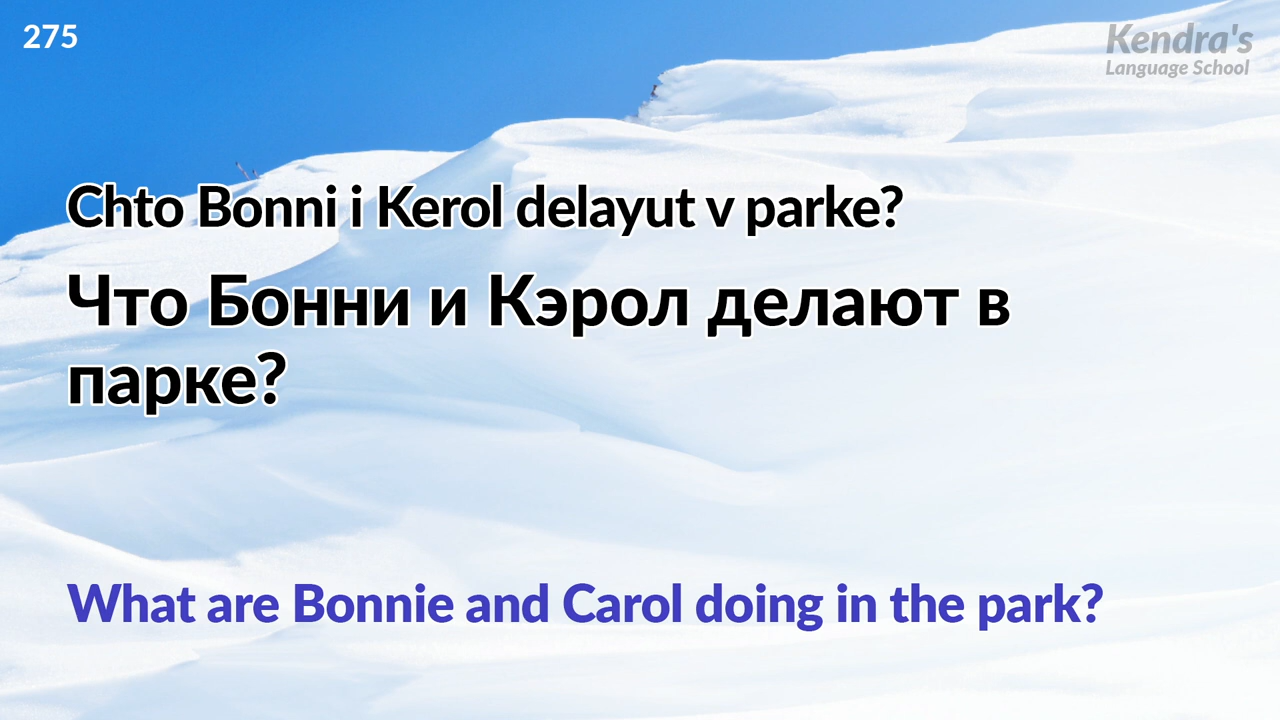 275
Kendra's
Language School
Chto Bonni i Kerol delayut v parke?
Что Бонни и Кэрол делают в
парке?
What are Bonnie and Carol doing in the park?